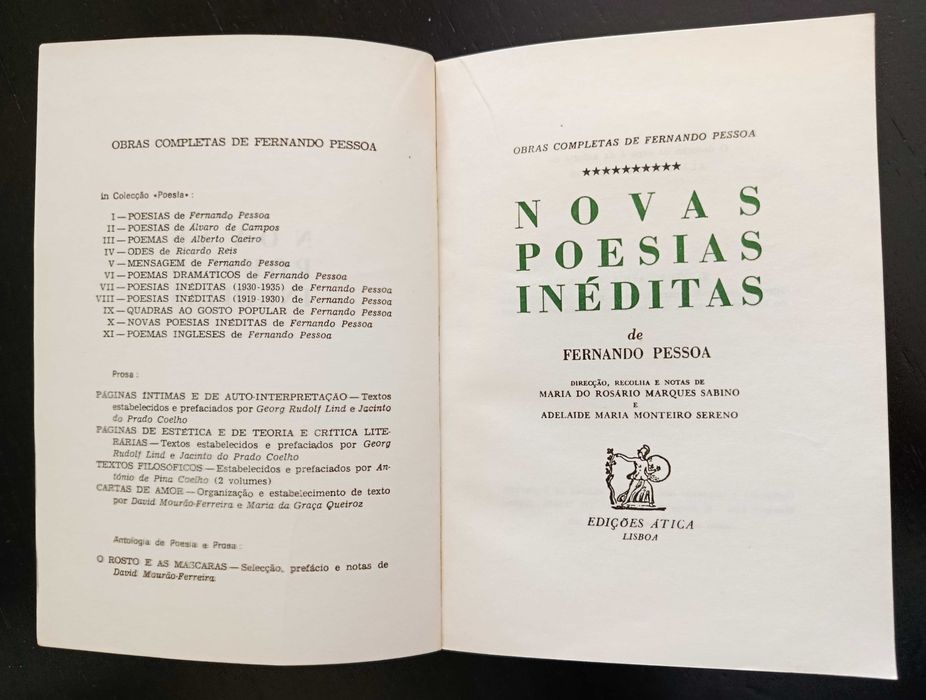 OBRAS COMPLETAS DE FERNANDO PESSOA
in Colecção «Poesia» :
I — POESIAS de Fernando Pessoa
II — POESIAS de Álvaro de Campos
III — POEMAS de Alberto Caeiro
IV — ODES de Ricardo Reis
V — MENSAGEM de Fernando Pessoa
VI — POEMAS DRAMÁTICOS de Fernando Pessoa
VII — POESIAS INÉDITAS (1930-1935) de Fernando Pessoa
VIII — POESIAS INÉDITAS (1919-1930) de Fernando Pessoa
IX — QUADRAS AO GOSTO POPULAR de Fernando Pessoa
X — NOVAS POESIAS INÉDITAS de Fernando Pessoa
XI — POEMAS INGLESES de Fernando Pessoa
Prosa :
PÁGINAS ÍNTIMAS E DE AUTO-INTERPRETAÇÃO — Textos
estabelecidos e prefaciados por Georg Rudolf Lind e Jacinto
do Prado Coelho
PÁGINAS DE ESTÉTICA E DE TEORIA E CRÍTICA LITE-
RÁRIAS — Textos estabelecidos e prefaciados por Georg
Rudolf Lind e Jacinto do Prado Coelho
TEXTOS FILOSÓFICOS — Estabelecidos e prefaciados por An-
tónio de Pina Coelho (2 volumes)
CARTAS DE AMOR — Organização e estabelecimento de texto
por David Mourão-Ferreira e Maria da Graça Queiroz
Antologia de Poesia e Prosa :
O ROSTO E AS MÁSCARAS — Selecção, prefácio e notas de
David Mourão-Ferreira
OBRAS COMPLETAS DE FERNANDO PESSOA
★★★★★★★★★★
NOVAS
POESIAS
INÉDITAS
de
FERNANDO PESSOA
DIRECÇÃO, RECOLHA E NOTAS DE
MARIA DO ROSÁRIO MARQUES SABINO
E
ADELAIDE MARIA MONTEIRO SERENO
EDIÇÕES ÁTICA
LISBOA